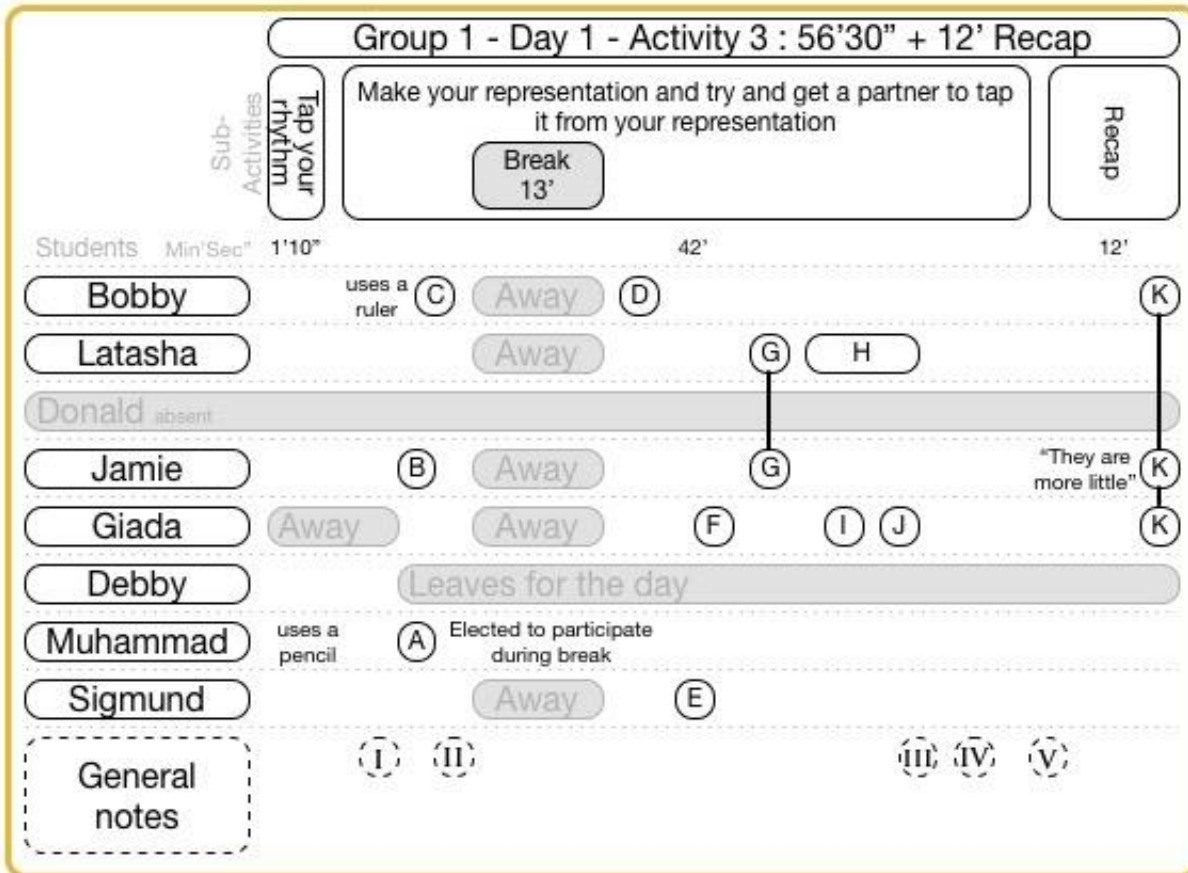 Group 1 - Day 1 - Activity 3 : 56’30” + 12’ Recap
Sub-
Activities
Tap your
rhythm
Make your representation and try and get a partner to tap
it from your representation
Break
13’
Recap
Students Min’Sec” 1’10” 42’ 12’
Bobby uses a
ruler C Away D K
Latasha Away G H
Donald absent
Jamie B Away G “They are
more little” K
Giada Away Away F I J K
Debby Leaves for the day
Muhammad uses a
pencil A Elected to participate
during break
Sigmund Away E
General
notes
I II III IV V